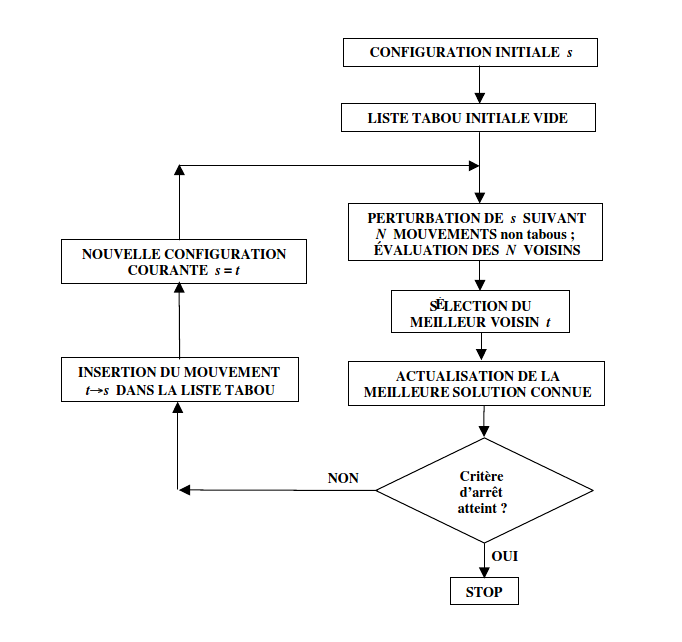 CONFIGURATION INITIALE s
LISTE TABOU INITIALE VIDE
PERTURBATION DE s SUIVANT
N MOUVEMENTS non tabous ;
ÉVALUATION DES N VOISINS
SÉLECTION DU
MEILLEUR VOISIN t
ACTUALISATION DE LA
MEILLEURE SOLUTION CONNUE
Critère
d'arrêt
atteint ?
NON
INSERTION DU MOUVEMENT
t→s DANS LA LISTE TABOU
NOUVELLE CONFIGURATION
COURANTE s = t
OUI
STOP